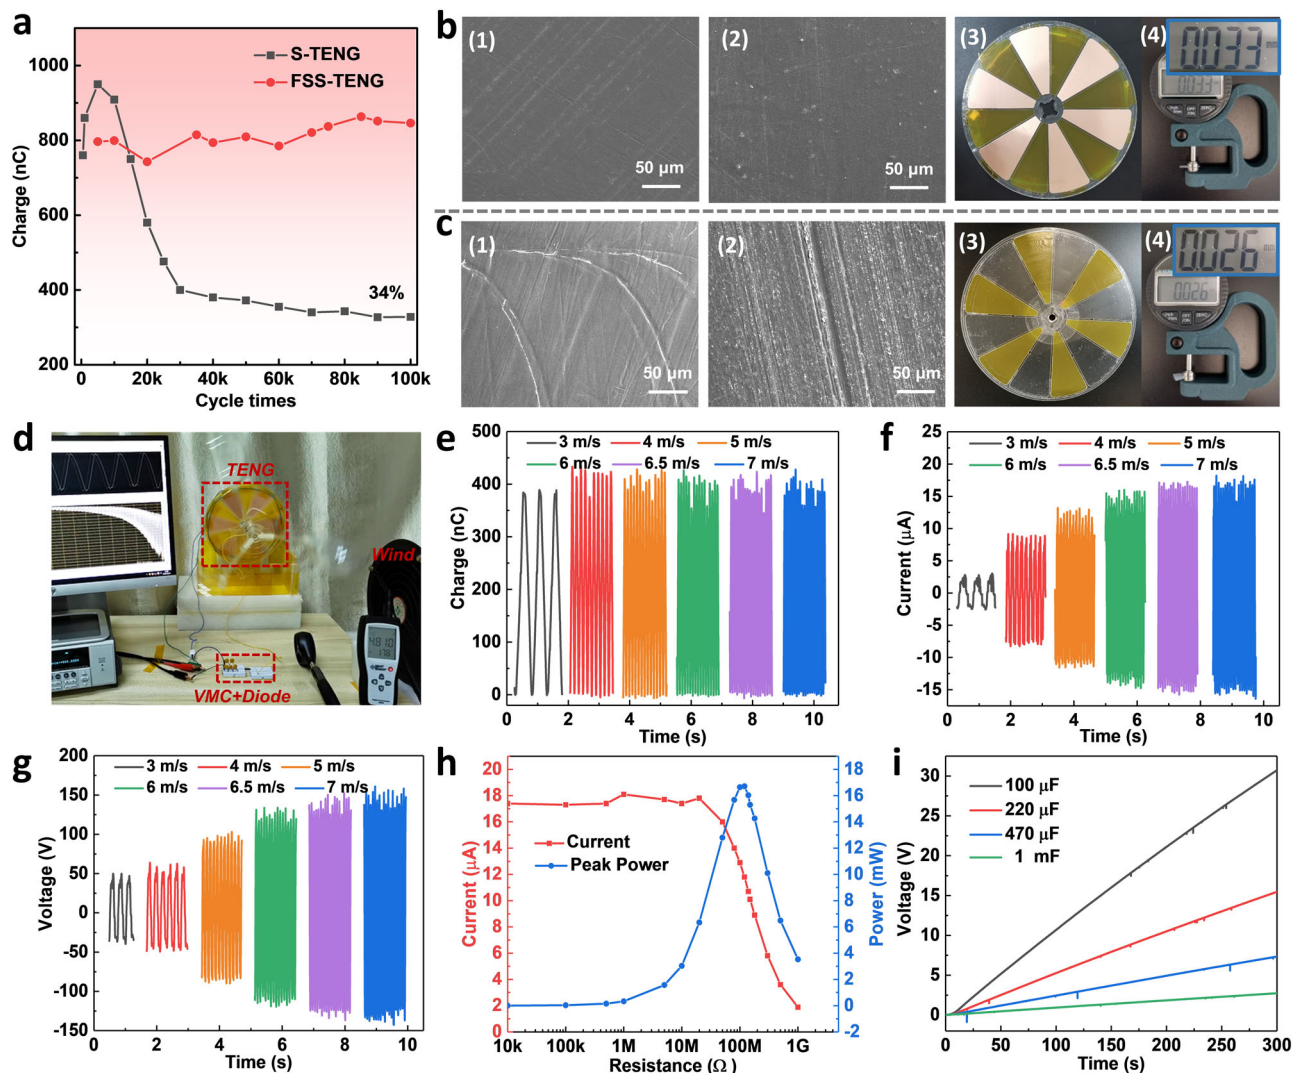 a
S-TENG
FSS-TENG
34%
Charge (nC)
1000
800
600
400
200
0 20k 40k 60k 80k 100k
Cycle times
b
(1)
50 μm
(2)
50 μm
(3)
(4)
0.033
mm
0.033
c
(1)
50 μm
(2)
50 μm
(3)
(4)
0.026
mm
0.026
d
TENG
Wind
VMC+Diode
e
3 m/s 4 m/s 5 m/s
6 m/s 6.5 m/s 7 m/s
Charge (nC)
500
400
300
200
100
0
0 2 4 6 8 10
Time (s)
f
3 m/s 4 m/s 5 m/s
6 m/s 6.5 m/s 7 m/s
Current (μA)
25
20
15
10
5
0
-5
-10
-15
0 2 4 6 8 10
Time (s)
g
3 m/s 4 m/s 5 m/s
6 m/s 6.5 m/s 7 m/s
Voltage (V)
200
150
100
50
0
-50
-100
-150
0 2 4 6 8 10
Time (s)
h
Current
Peak Power
Current (μA)
20
18
16
14
12
10
8
6
4
2
0
Power (mW)
18
16
14
12
10
8
6
4
2
0
-2
10k 100k 1M 10M 100M 1G
Resistance (Ω)
i
100 μF
220 μF
470 μF
1 mF
Voltage (V)
30
25
20
15
10
5
0
0 50 100 150 200 250 300
Time (s)